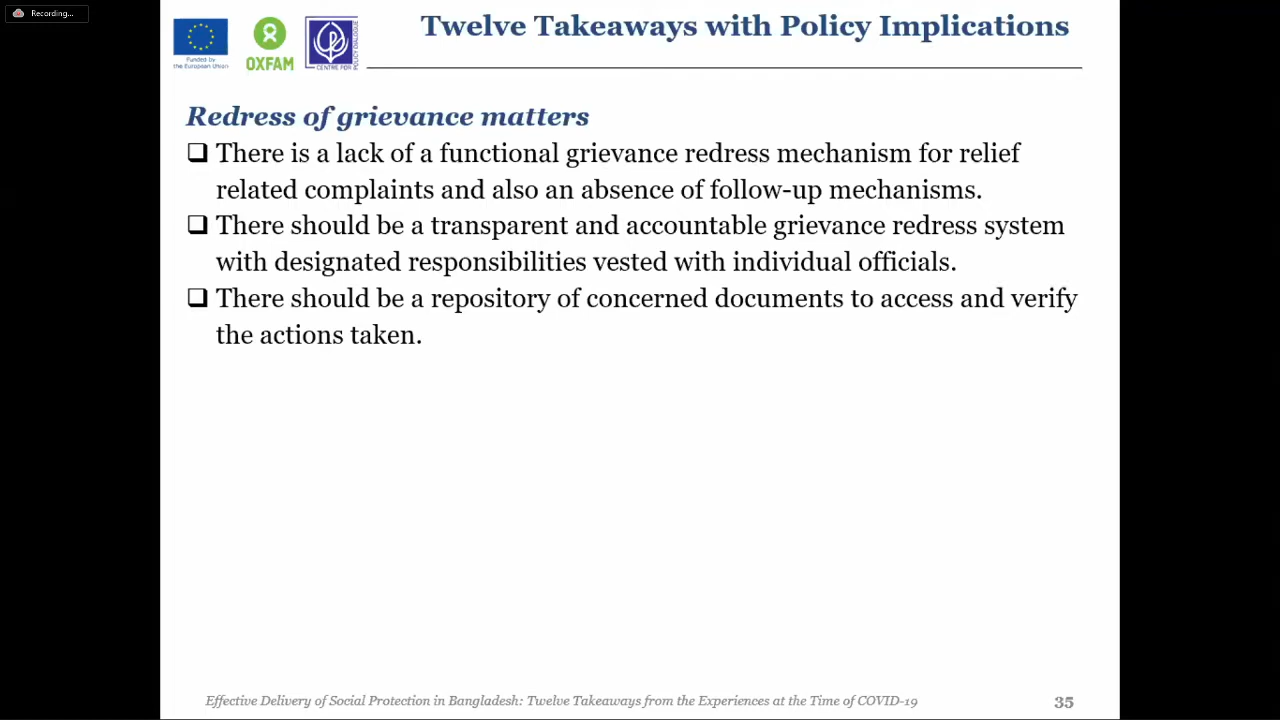 Recording...
Twelve Takeaways with Policy Implications
Funded by
the European Union
OXFAM
CENTRE FOR
POLICY DIALOGUE
Redress of grievance matters
There is a lack of a functional grievance redress mechanism for relief
related complaints and also an absence of follow-up mechanisms.
There should be a transparent and accountable grievance redress system
with designated responsibilities vested with individual officials.
There should be a repository of concerned documents to access and verify
the actions taken.
Effective Delivery of Social Protection in Bangladesh: Twelve Takeaways from the Experiences at the Time of COVID-19
35